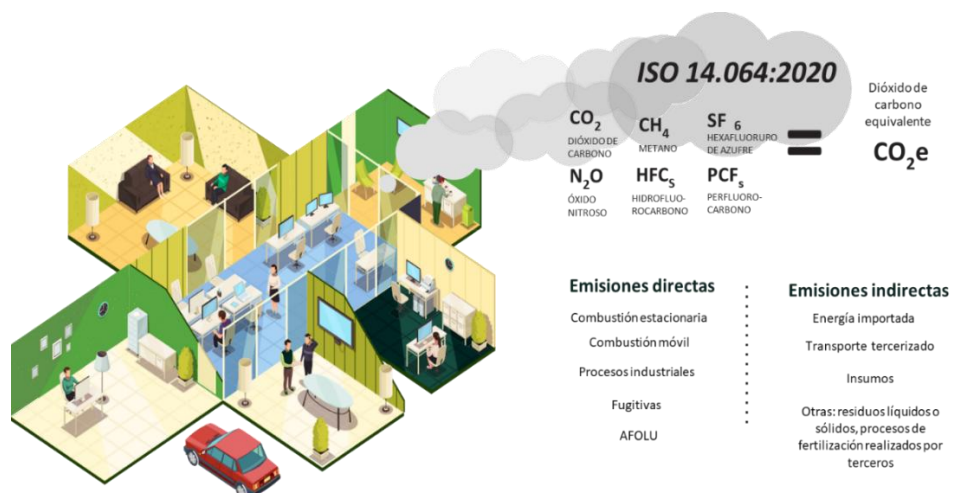 ISO 14.064:2020
CO2
DIÓXIDO DE
CARBONO
CH4
METANO
SF 6
HEXAFLUORURO
DE AZUFRE
N2O
ÓXIDO
NITROSO
HFCS
HIDROFLUO-
ROCARBONO
PCFs
PERFLUORO-
CARBONO
=
Dióxido de
carbono
equivalente
CO2e
Emisiones directas
Combustión estacionaria
Combustión móvil
Procesos industriales
Fugitivas
AFOLU
Emisiones indirectas
Energía importada
Transporte tercerizado
Insumos
Otras: residuos líquidos o
sólidos, procesos de
fertilización realizados por
terceros